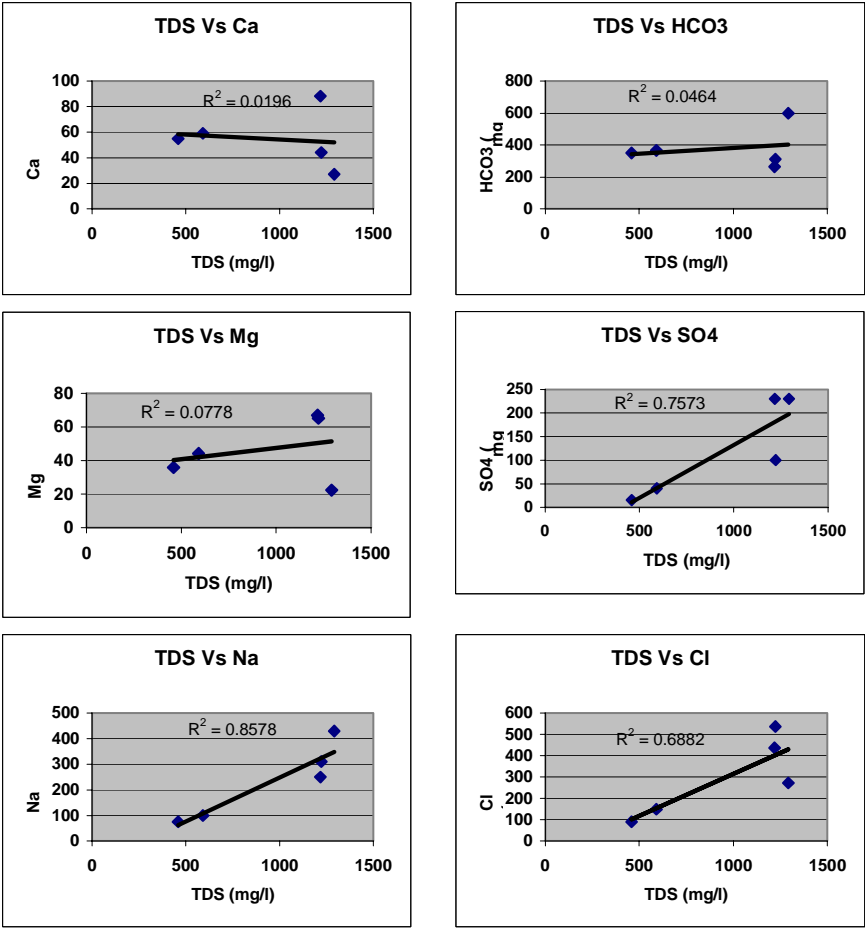 TDS Vs Ca
R² = 0.0196
100
80
60
40
20
0
Ca
0 500 1000 1500
TDS (mg/l)
TDS Vs HCO3
R² = 0.0464
800
600
400
200
0
HCO3 (
mg
0 500 1000 1500
TDS (mg/l)
TDS Vs Mg
R² = 0.0778
80
60
40
20
0
Mg
0 500 1000 1500
TDS (mg/l)
TDS Vs SO4
R² = 0.7573
250
200
150
100
50
0
SO4 (
mg
0 500 1000 1500
TDS (mg/l)
TDS Vs Na
R² = 0.8578
500
400
300
200
100
0
Na
0 500 1000 1500
TDS (mg/l)
TDS Vs Cl
R² = 0.6882
600
500
400
300
200
100
0
Cl
0 500 1000 1500
TDS (mg/l)